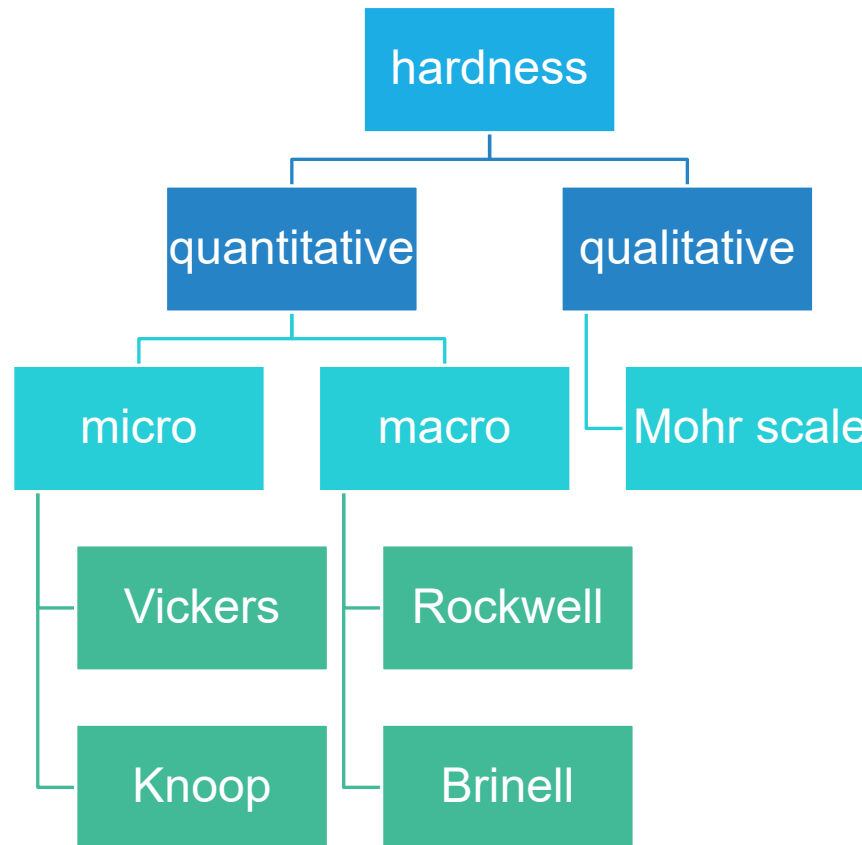 hardness
quantitative
qualitative
micro
macro
Mohr scale
Vickers
Rockwell
Knoop
Brinell